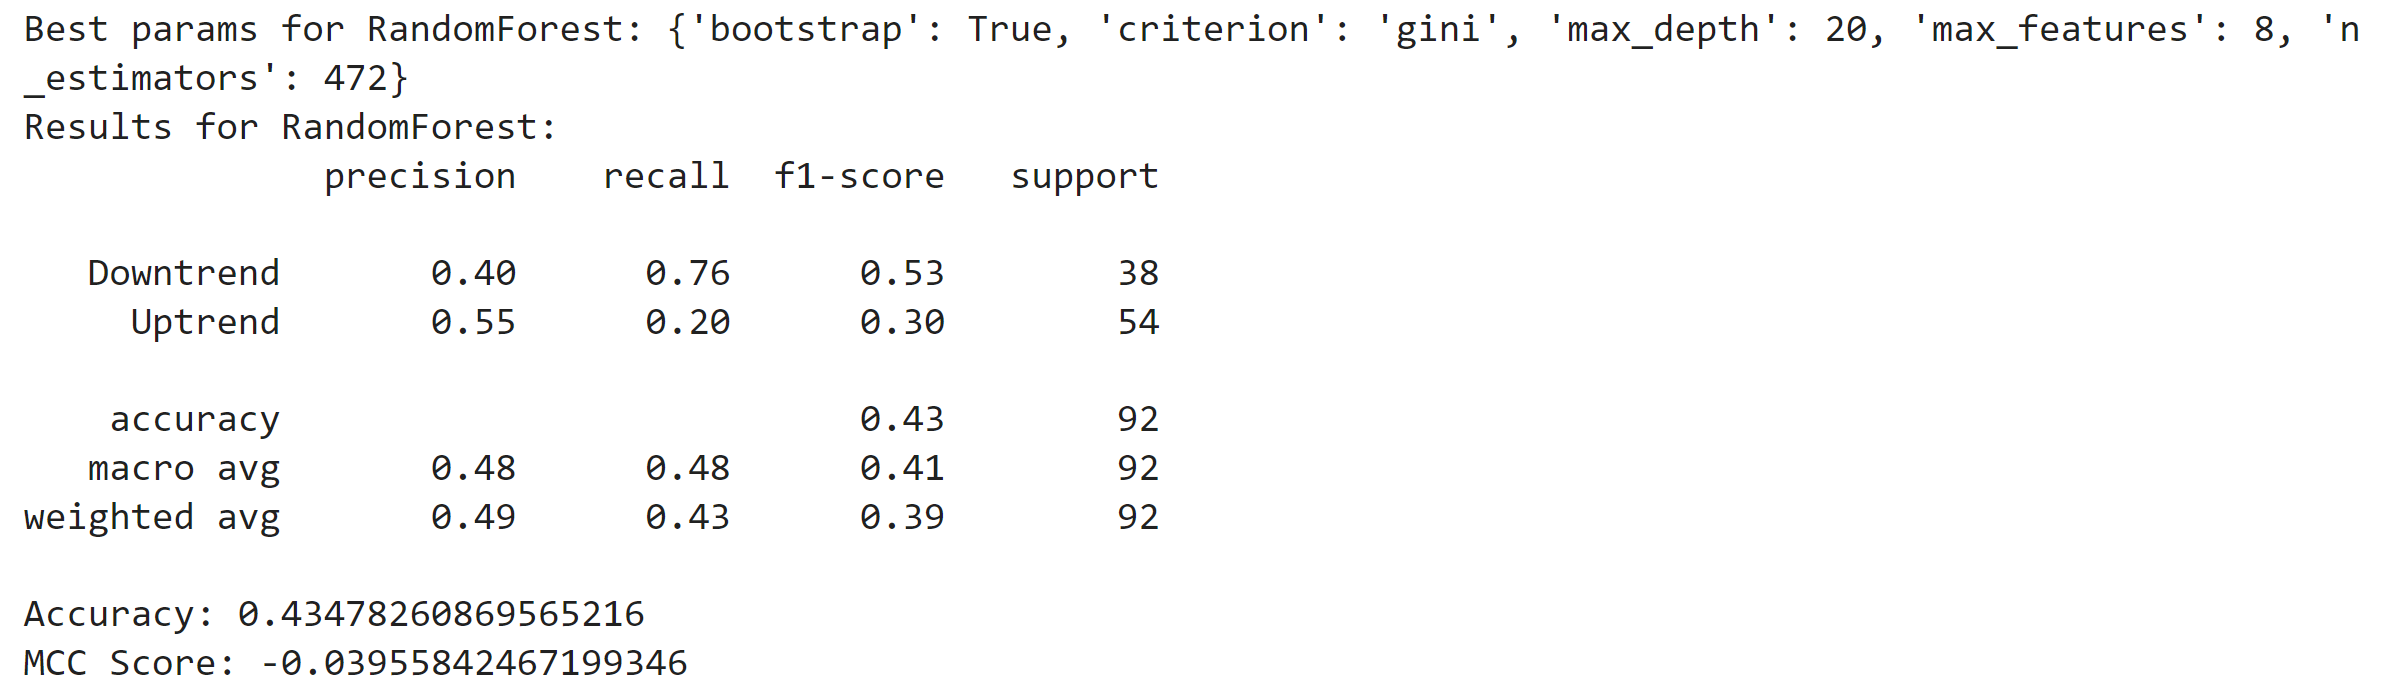 Best params for RandomForest: {'bootstrap': True, 'criterion': 'gini', 'max_depth': 20, 'max_features': 8, 'n
_estimators': 472}
Results for RandomForest:
              precision    recall  f1-score   support

   Downtrend       0.40      0.76      0.53        38
     Uptrend       0.55      0.20      0.30        54

    accuracy                           0.43        92
   macro avg       0.48      0.48      0.41        92
weighted avg       0.49      0.43      0.39        92

Accuracy: 0.43478260869565216
MCC Score: -0.03955842467199346